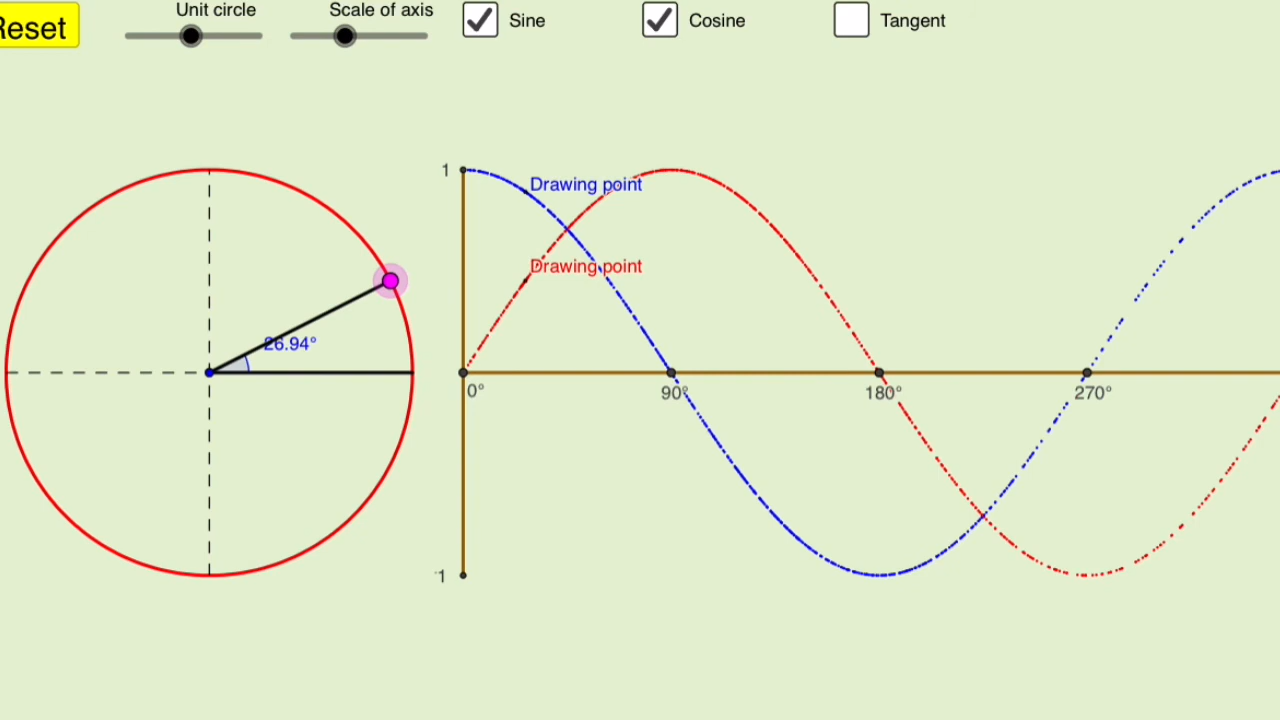 Reset
Unit circle
Scale of axis
Sine
Cosine
Tangent
1
Drawing point
Drawing point
26.94°
0°
90°
180°
270°
1